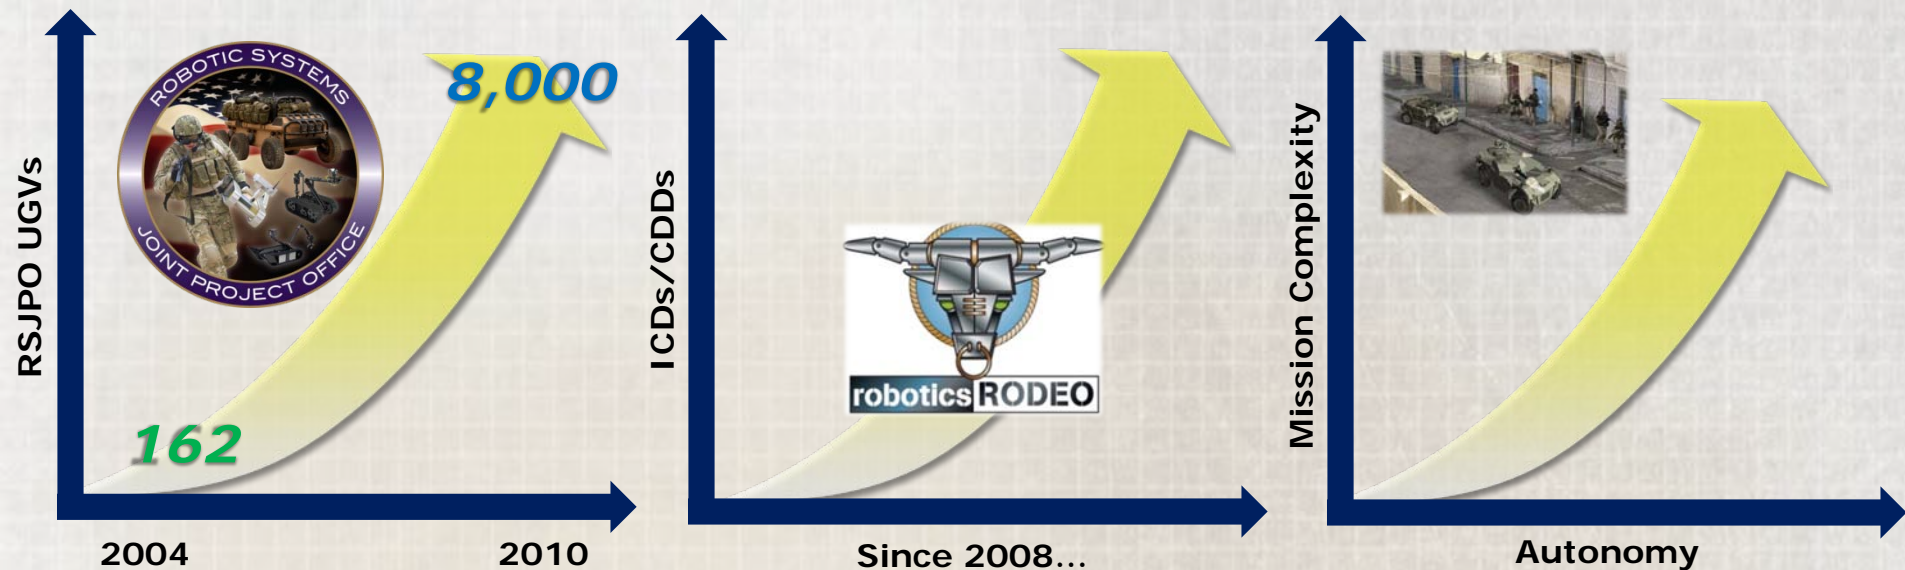 RSJPO UGVs
ROBOTIC SYSTEMS
JOINT PROJECT OFFICE
8,000
162
2004
2010
ICDs/CDDs
robotics RODEO
Since 2008...
Mission Complexity
Autonomy